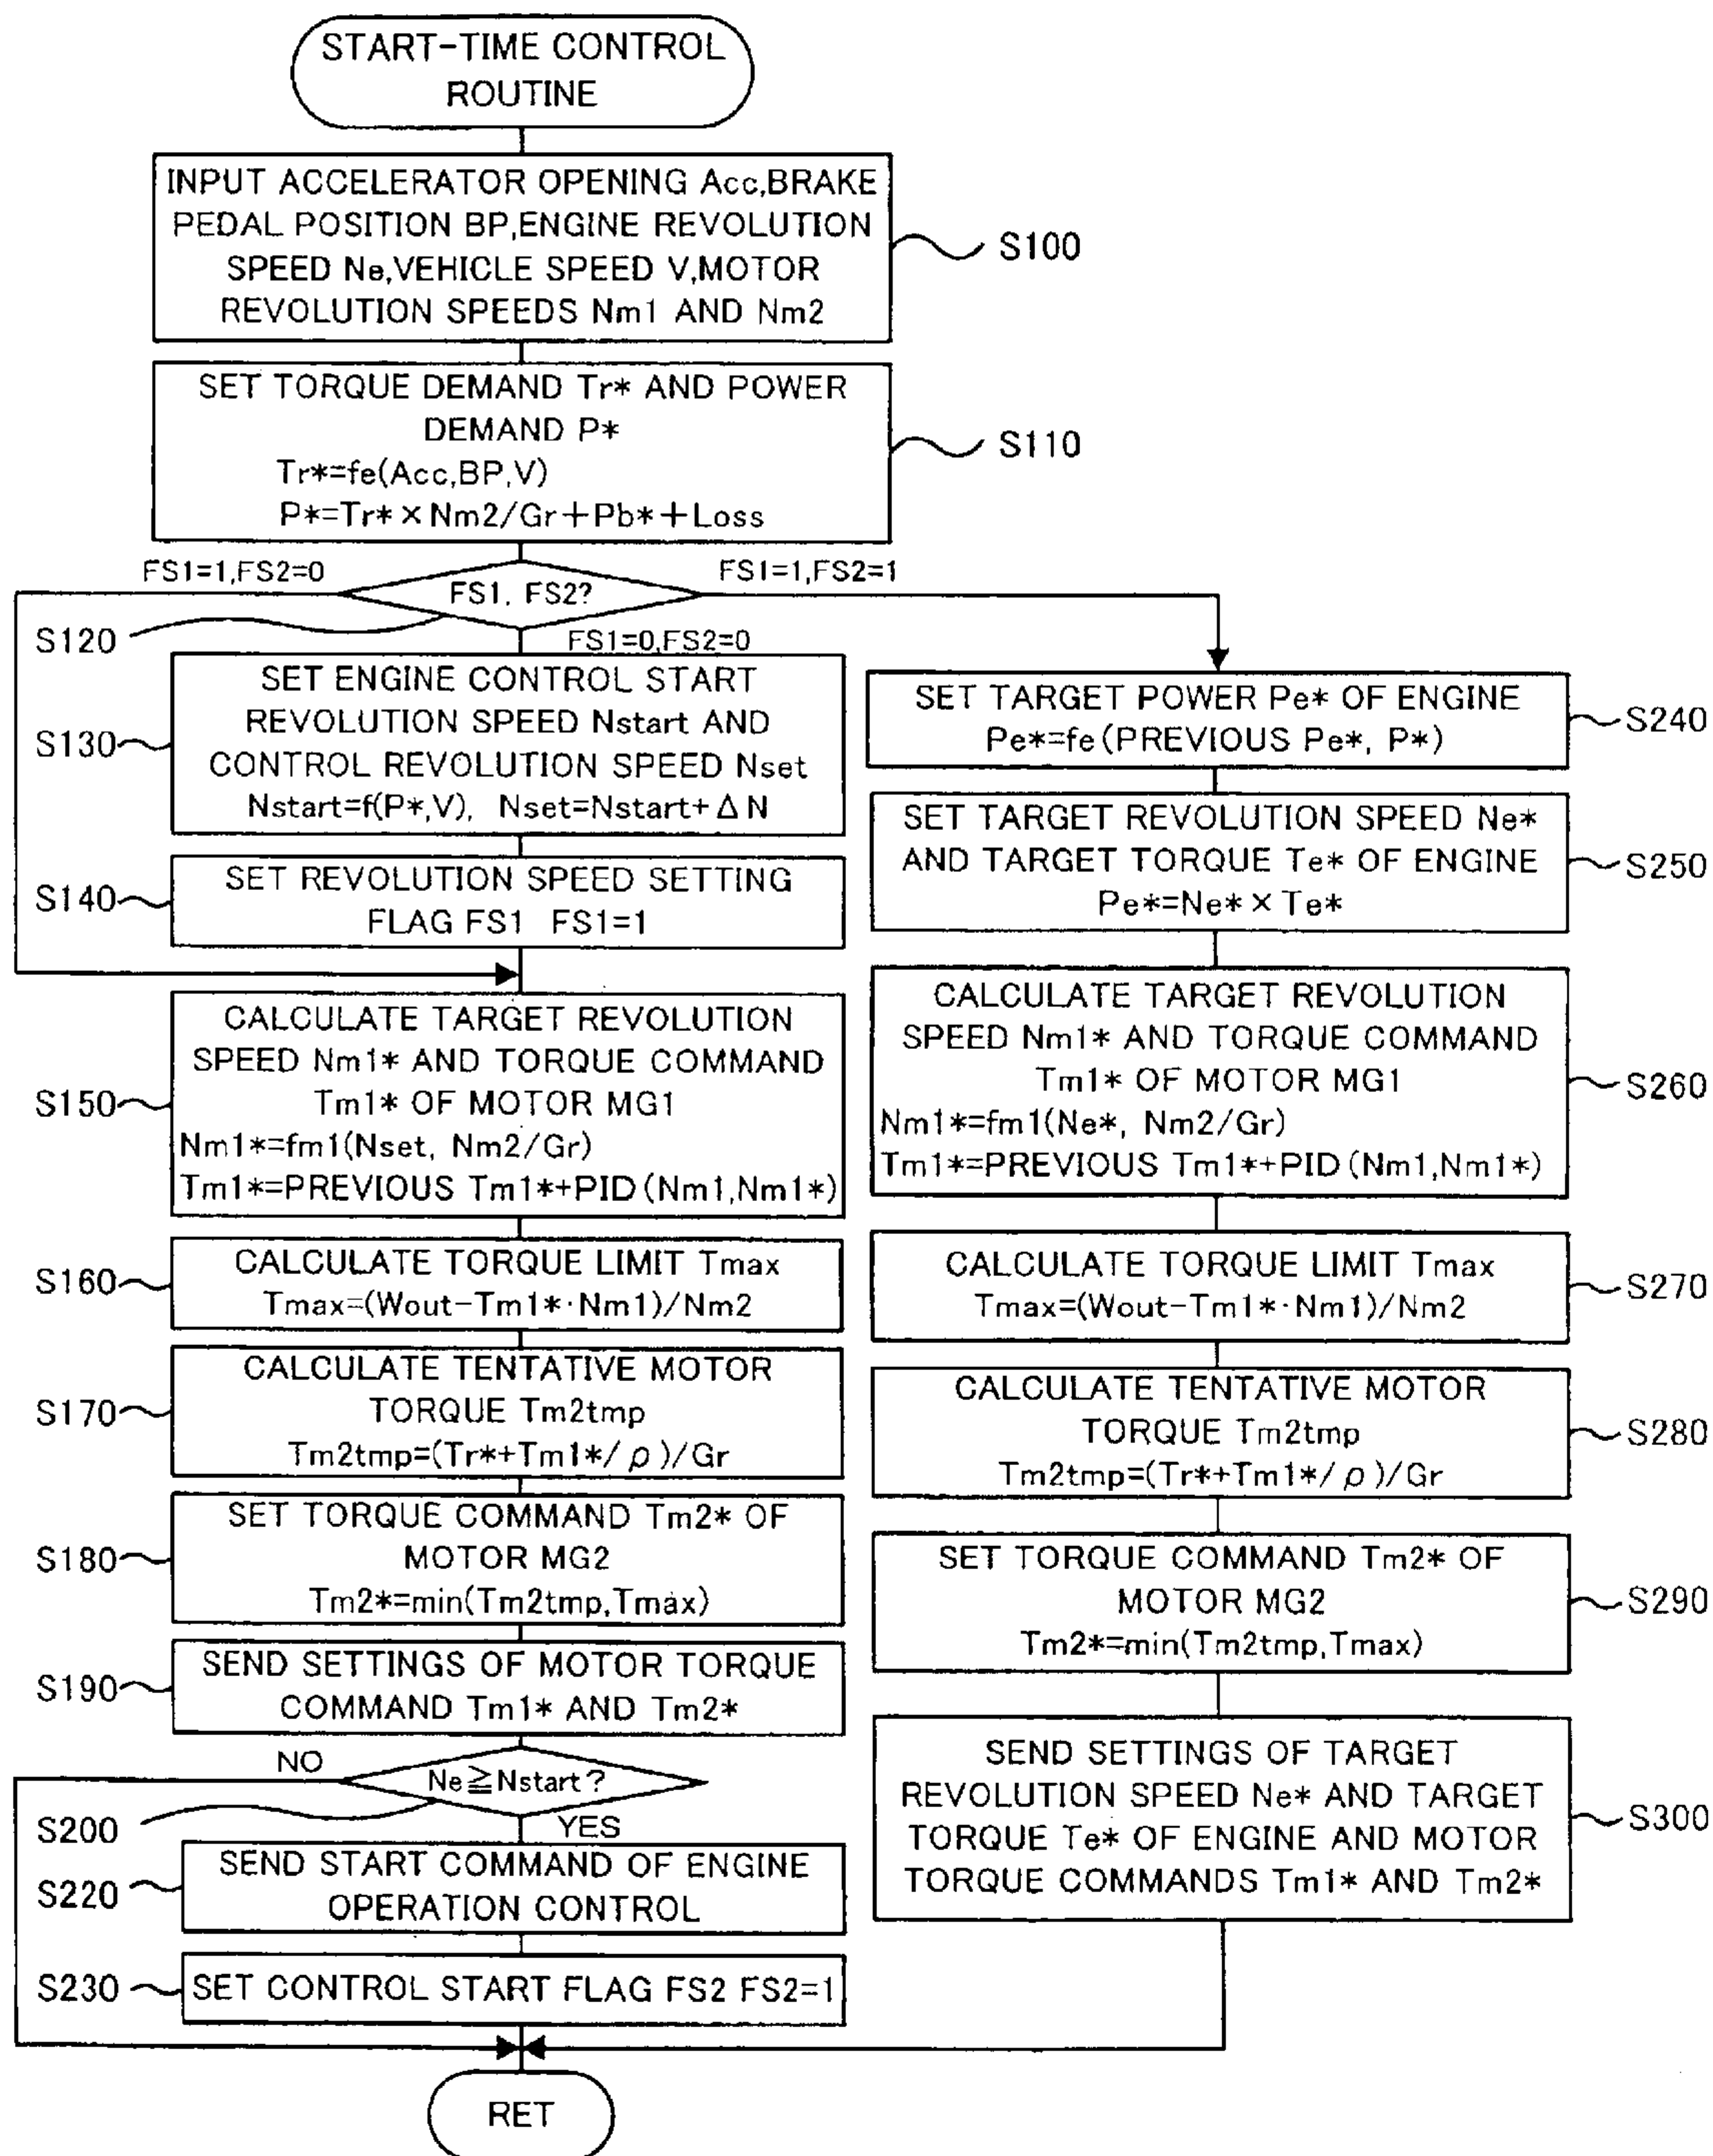 START-TIME CONTROL
ROUTINE
INPUT ACCELERATOR OPENING Acc,BRAKE
PEDAL POSITION BP,ENGINE REVOLUTION
SPEED Ne,VEHICLE SPEED V,MOTOR
REVOLUTION SPEEDS Nm1 AND Nm2
S100
SET TORQUE DEMAND Tr* AND POWER
DEMAND P*
Tr*=fe(Acc,BP,V)
P*=Tr*×Nm2/Gr+Pb*+Loss
S110
FS1=1,FS2=0
FS1, FS2?
FS1=1,FS2=1
S120
FS1=0,FS2=0
SET ENGINE CONTROL START
REVOLUTION SPEED Nstart AND
CONTROL REVOLUTION SPEED Nset
Nstart=f(P*,V), Nset=Nstart+ΔN
S130
SET REVOLUTION SPEED SETTING
FLAG FS1 FS1=1
S140
CALCULATE TARGET REVOLUTION
SPEED Nm1* AND TORQUE COMMAND
Tm1* OF MOTOR MG1
Nm1*=fm1(Nset, Nm2/Gr)
Tm1*=PREVIOUS Tm1*+PID(Nm1,Nm1*)
S150
CALCULATE TORQUE LIMIT Tmax
Tmax=(Wout-Tm1*·Nm1)/Nm2
S160
CALCULATE TENTATIVE MOTOR
TORQUE Tm2tmp
Tm2tmp=(Tr*+Tm1*/ρ)/Gr
S170
SET TORQUE COMMAND Tm2* OF
MOTOR MG2
Tm2*=min(Tm2tmp,Tmax)
S180
SEND SETTINGS OF MOTOR TORQUE
COMMAND Tm1* AND Tm2*
S190
NO
Ne≧Nstart?
S200
YES
SEND START COMMAND OF ENGINE
OPERATION CONTROL
S220
SET CONTROL START FLAG FS2 FS2=1
S230
SET TARGET POWER Pe* OF ENGINE
Pe*=fe(PREVIOUS Pe*, P*)
S240
SET TARGET REVOLUTION SPEED Ne*
AND TARGET TORQUE Te* OF ENGINE
Pe*=Ne*×Te*
S250
CALCULATE TARGET REVOLUTION
SPEED Nm1* AND TORQUE COMMAND
Tm1* OF MOTOR MG1
Nm1*=fm1(Ne*, Nm2/Gr)
Tm1*=PREVIOUS Tm1*+PID(Nm1,Nm1*)
S260
CALCULATE TORQUE LIMIT Tmax
Tmax=(Wout-Tm1*·Nm1)/Nm2
S270
CALCULATE TENTATIVE MOTOR
TORQUE Tm2tmp
Tm2tmp=(Tr*+Tm1*/ρ)/Gr
S280
SET TORQUE COMMAND Tm2* OF
MOTOR MG2
Tm2*=min(Tm2tmp,Tmax)
S290
SEND SETTINGS OF TARGET
REVOLUTION SPEED Ne* AND TARGET
TORQUE Te* OF ENGINE AND MOTOR
TORQUE COMMANDS Tm1* AND Tm2*
S300
RET